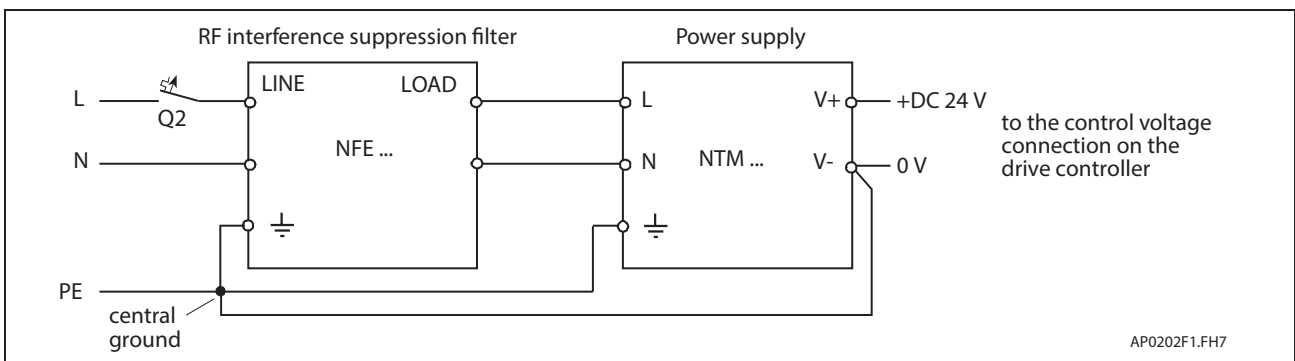 RF interference suppression filter
Power supply
LINE
LOAD
L
Q2
L
V+
+DC 24 V
to the control voltage
connection on the
drive controller
N
NFE ...
N
NTM ...
V-
0 V
PE
central
ground
AP0202F1.FH7